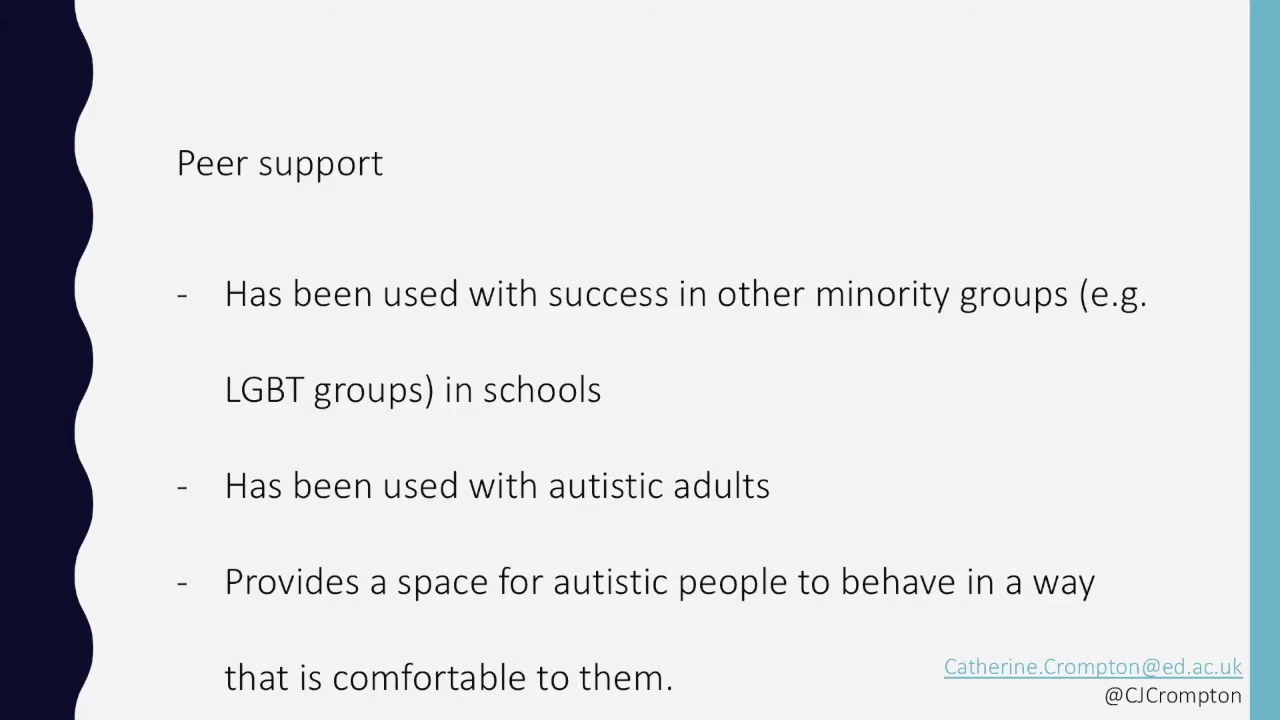 Peer support
- Has been used with success in other minority groups (e.g.
LGBT groups) in schools
- Has been used with autistic adults
- Provides a space for autistic people to behave in a way
that is comfortable to them.
Catherine.Crompton@ed.ac.uk
@CJCrompton